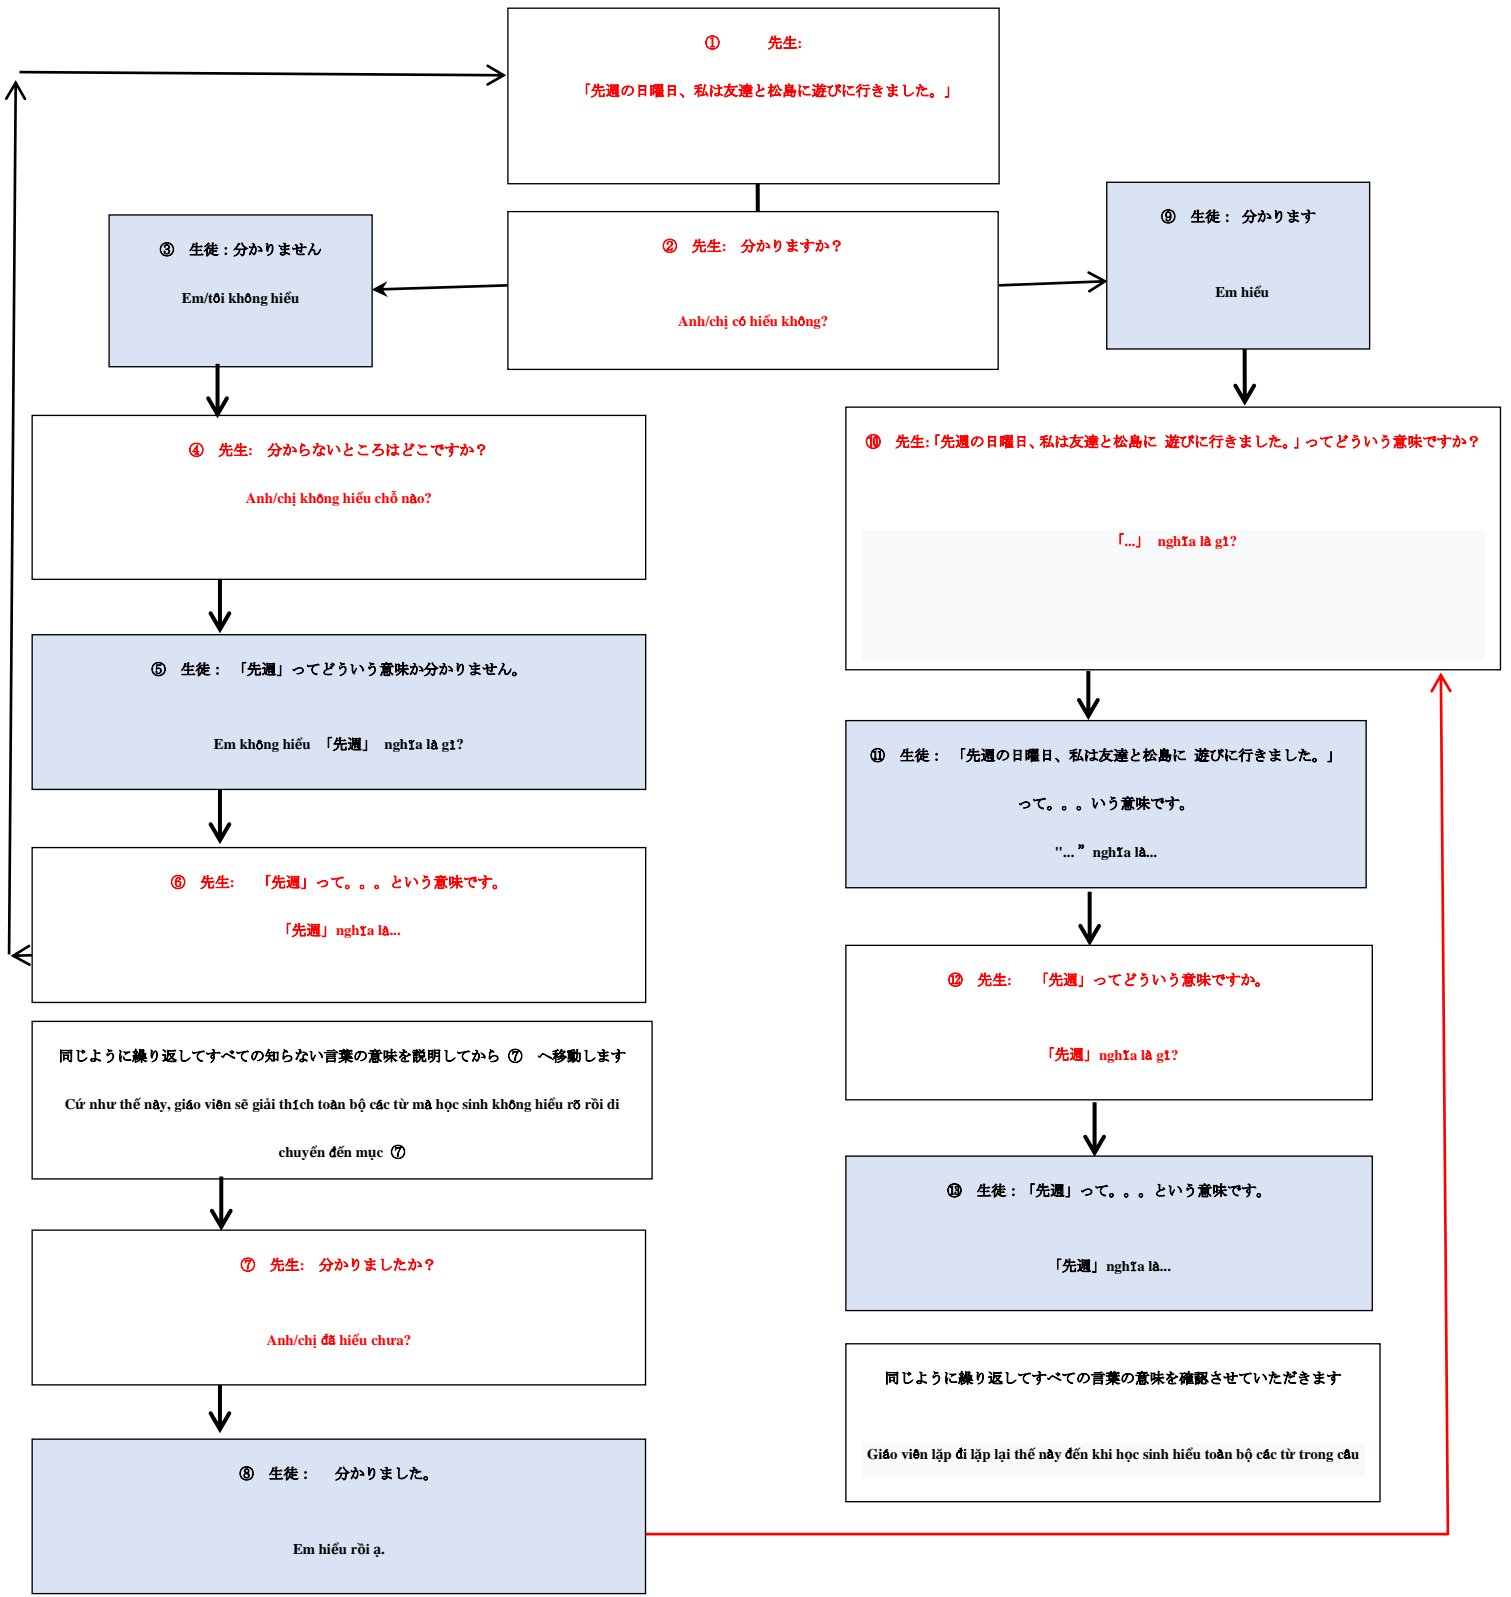 ① 先生:
「先週の日曜日、私は友達と松島に遊びに行きました。」
② 先生: 分かりますか？
Anh/chị có hiểu không?
③ 生徒：分かりません
Em/tôi không hiểu
④ 先生: 分からないところはどこですか？
Anh/chị không hiểu chỗ nào?
⑤ 生徒： 「先週」ってどういう意味か分かりません。
Em không hiểu 「先週」 nghĩa là gì?
⑥ 先生: 「先週」って。。。という意味です。
「先週」nghĩa là...
同じように繰り返してすべての知らない言葉の意味を説明してから ⑦ へ移動します
Cứ như thế này, giáo viên sẽ giải thích toàn bộ các từ mà học sinh không hiểu rõ rồi di
chuyển đến mục ⑦
⑦ 先生: 分かりましたか？
Anh/chị đã hiểu chưa?
⑧ 生徒： 分かりました。
Em hiểu rồi ạ.
⑨ 生徒： 分かります
Em hiểu
⑩ 先生:「先週の日曜日、私は友達と松島に 遊びに行きました。」ってどういう意味ですか？
「...」 nghĩa là gì?
⑪ 生徒： 「先週の日曜日、私は友達と松島に 遊びに行きました。」
って。。。いう意味です。
"...” nghĩa là...
⑫ 先生: 「先週」ってどういう意味ですか。
「先週」nghĩa là gì?
⑬ 生徒：「先週」って。。。という意味です。
「先週」nghĩa là...
同じように繰り返してすべての言葉の意味を確認させていただきます
Giáo viên lặp đi lặp lại thế này đến khi học sinh hiểu toàn bộ các từ trong câu